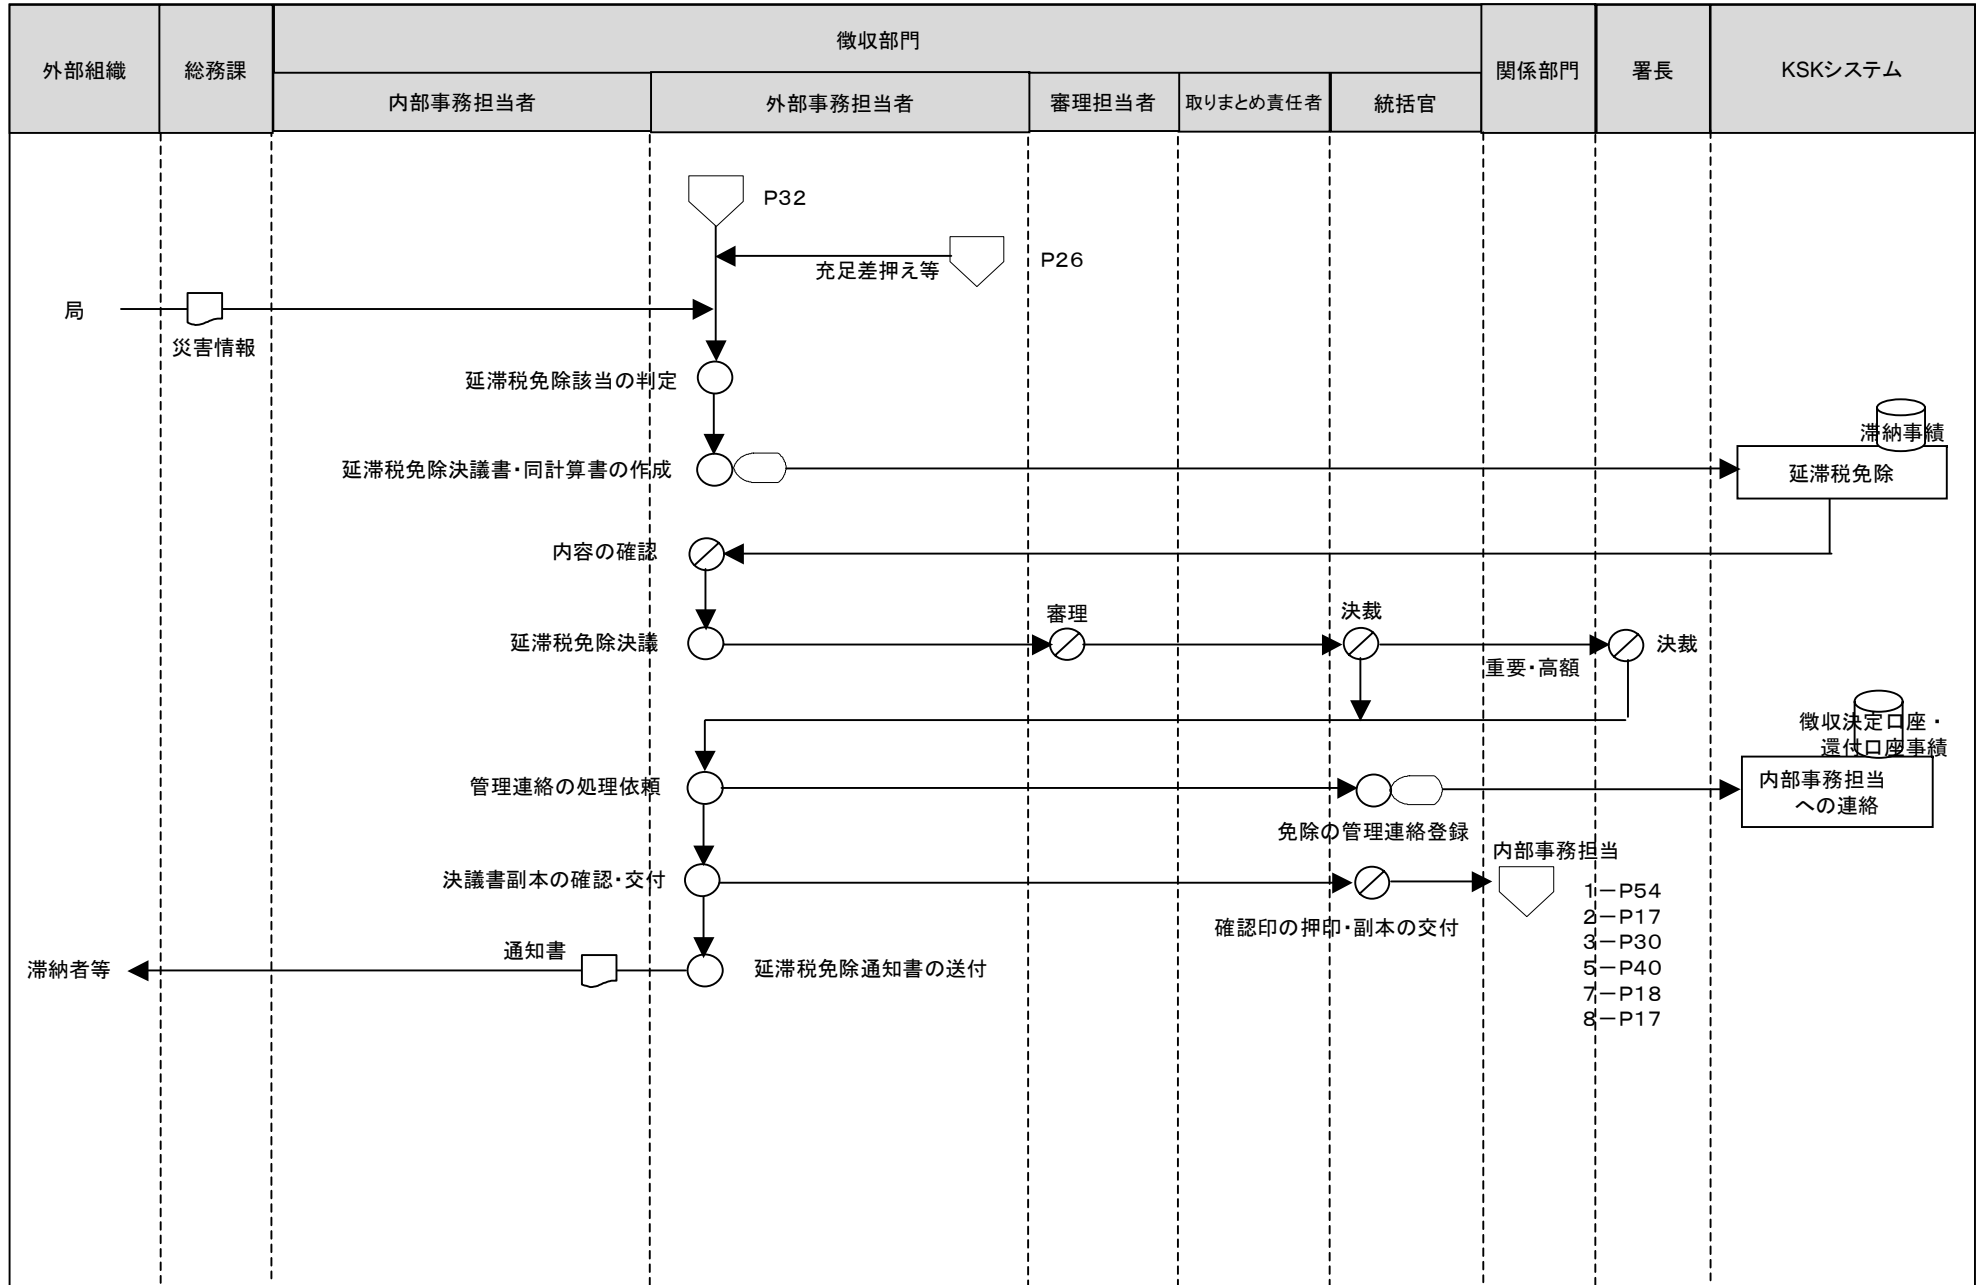 徴収部門
外部組織
総務課
関係部門
署長
KSKシステム
内部事務担当者
外部事務担当者
審理担当者
取りまとめ責任者
統括官
P32
P26
充足差押え等
局
災害情報
延滞税免除該当の判定
滞納事績
延滞税免除決議書・同計算書の作成
延滞税免除
内容の確認
審理
決裁
延滞税免除決議
決裁
重要・高額
徴収決定口座・
還付口座事績
管理連絡の処理依頼
内部事務担当
への連絡
免除の管理連絡登録
内部事務担当
決議書副本の確認・交付
1－P54
2－P17
3－P30
5－P40
7－P18
8－P17
確認印の押印・副本の交付
通知書
滞納者等
延滞税免除通知書の送付